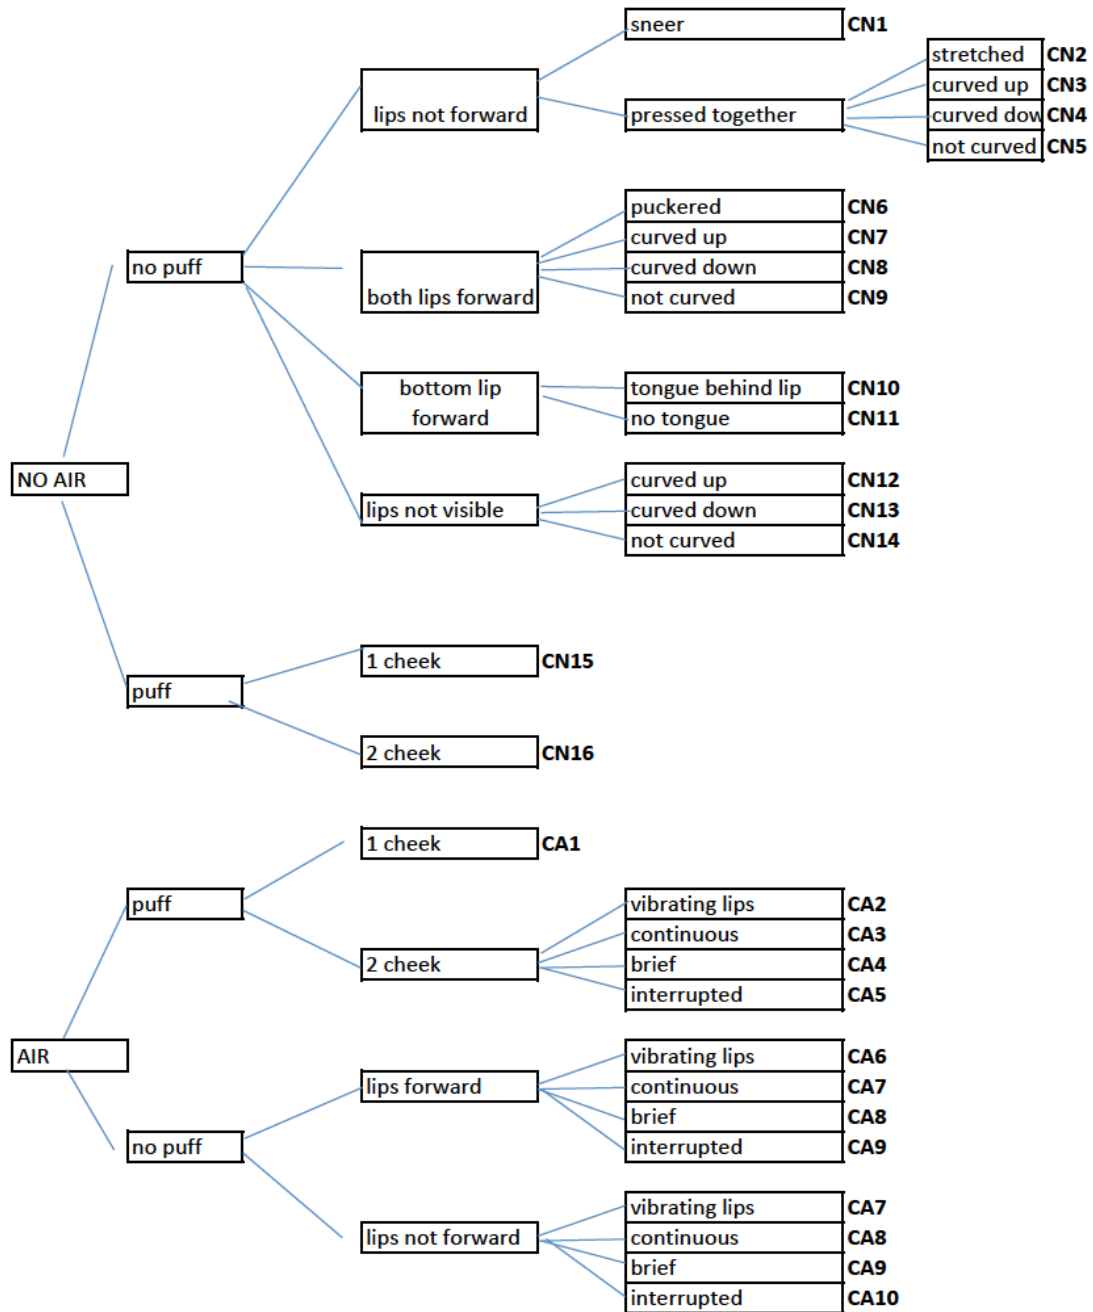 sneer CN1
stretched CN2
curved up CN3
lips not forward pressed together curved dow CN4
not curved CN5
puckered CN6
curved up CN7
no puff curved down CN8
both lips forward not curved CN9
bottom lip tongue behind lip CN10
forward no tongue CN11
NO AIR curved up CN12
lips not visible curved down CN13
not curved CN14
1 cheek CN15
puff
2 cheek CN16
1 cheek CA1
puff vibrating lips CA2
continuous CA3
2 cheek brief CA4
interrupted CA5
AIR vibrating lips CA6
lips forward continuous CA7
brief CA8
no puff interrupted CA9
vibrating lips CA7
lips not forward continuous CA8
brief CA9
interrupted CA10